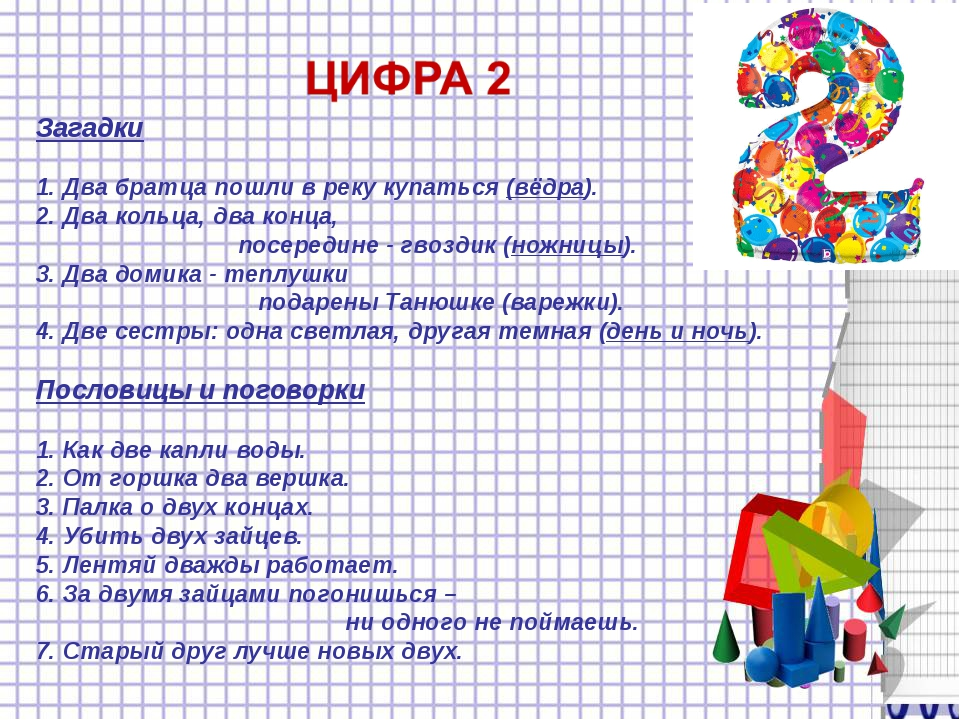 ЦИФРА 2
Загадки
1. Два братца пошли в реку купаться (вёдра).
2. Два кольца, два конца,
посередине - гвоздик (ножницы).
3. Два домика - теплушки
подарены Танюшке (варежки).
4. Две сестры: одна светлая, другая темная (день и ночь).
Пословицы и поговорки
1. Как две капли воды.
2. От горшка два вершка.
3. Палка о двух концах.
4. Убить двух зайцев.
5. Лентяй дважды работает.
6. За двумя зайцами погонишься –
ни одного не поймаешь.
7. Старый друг лучше новых двух.